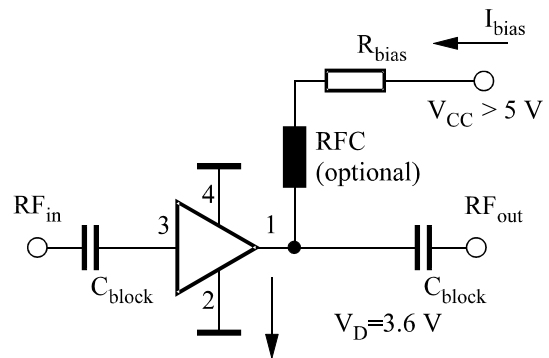 I_bias
R_bias
V_CC > 5 V
RFC
(optional)
4
RF_in
3
1
RF_out
C_block
2
C_block
V_D=3.6 V